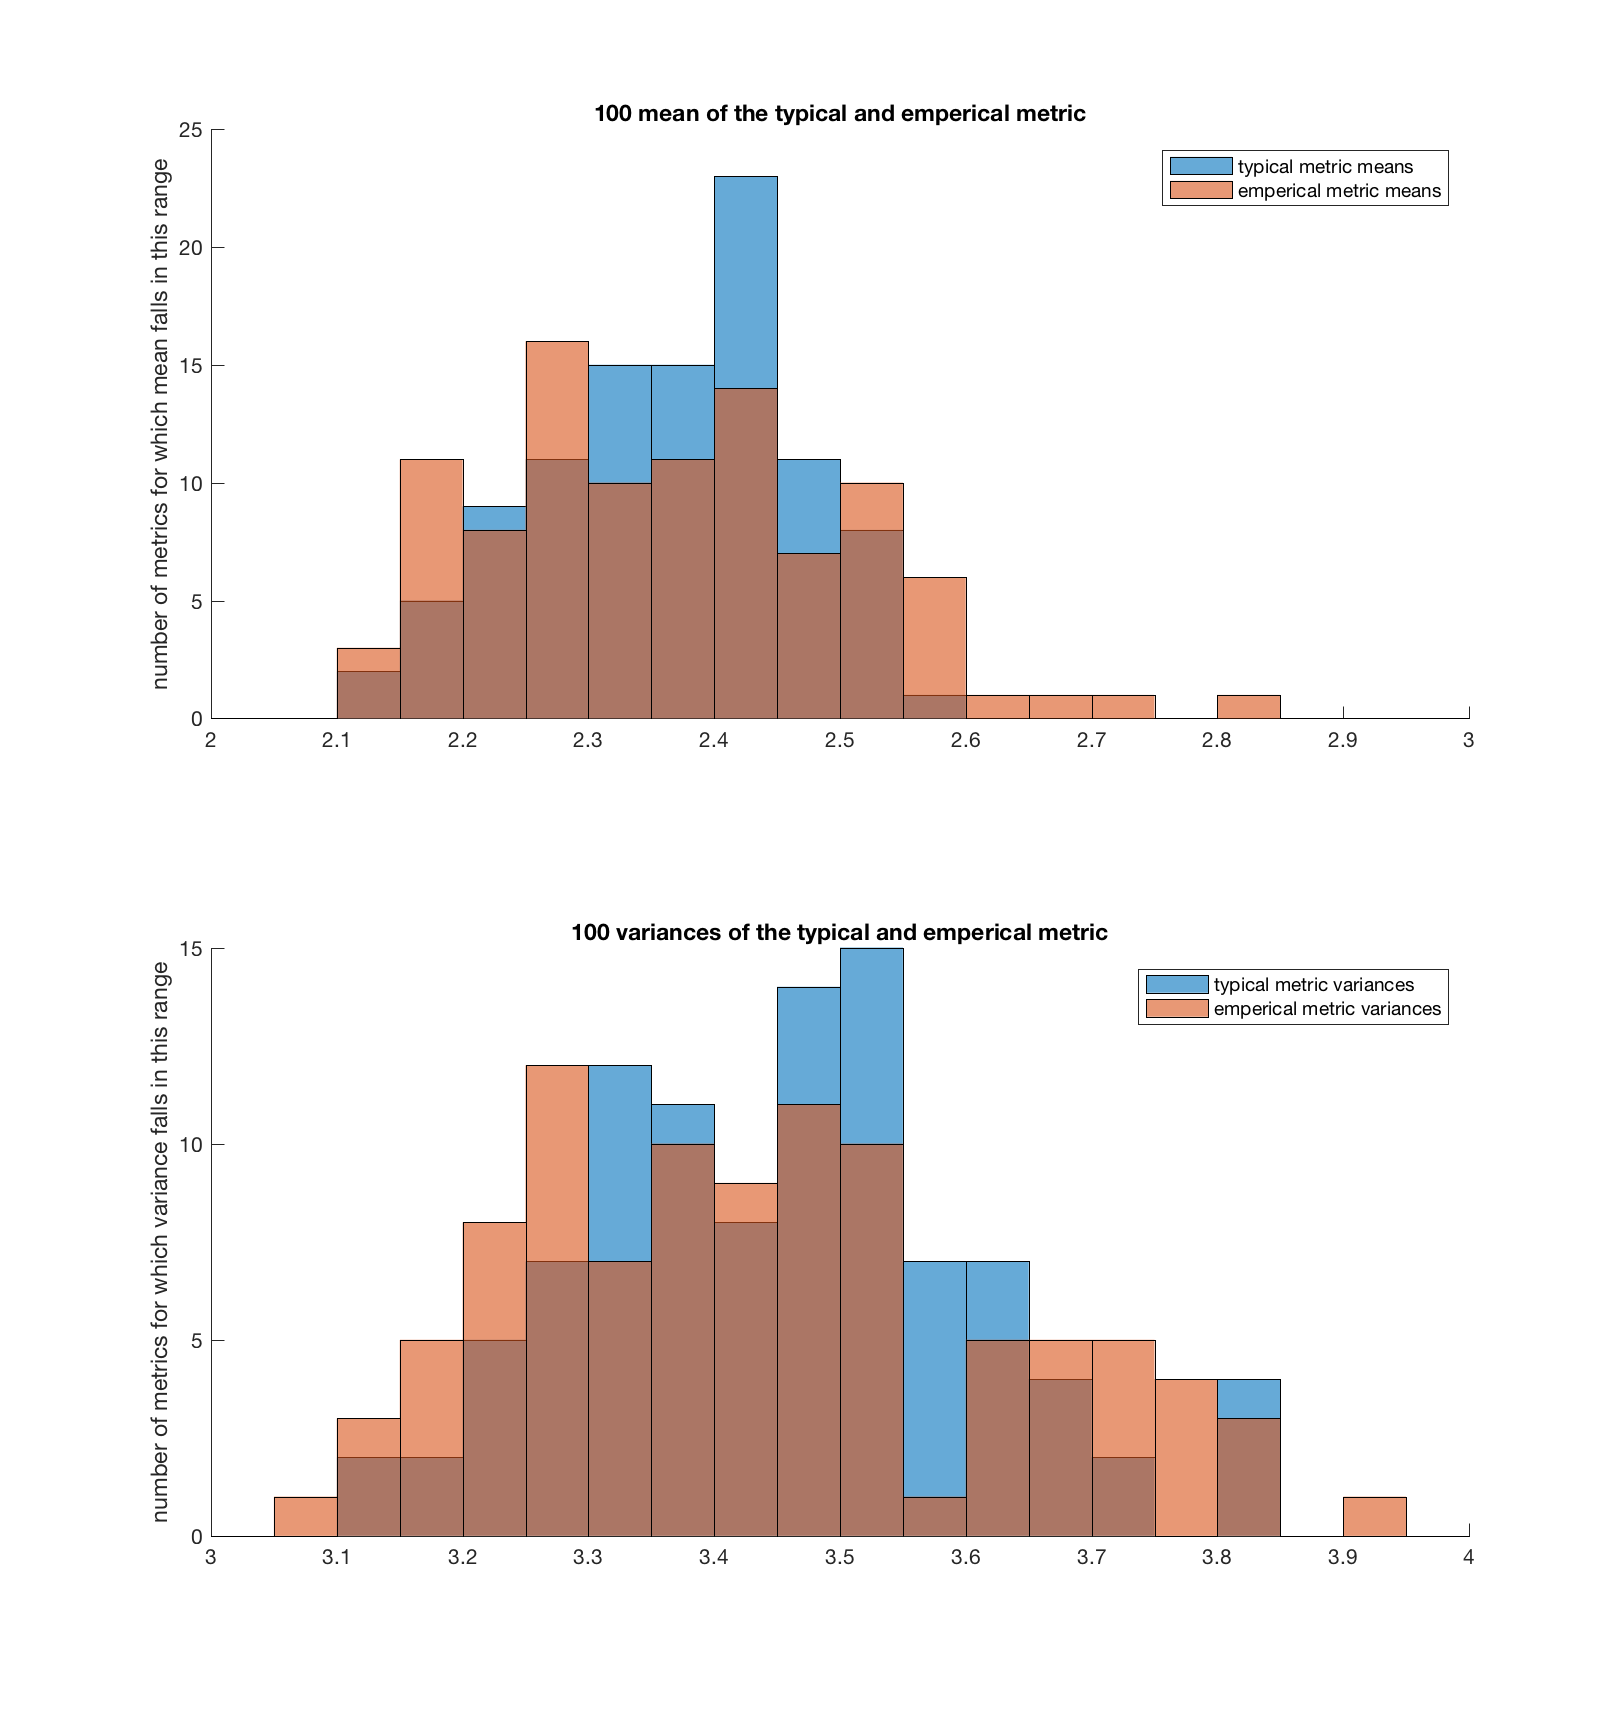 100 mean of the typical and emperical metric
number of metrics for which mean falls in this range
25
20
15
10
5
0
typical metric means
emperical metric means
2 2.1 2.2 2.3 2.4 2.5 2.6 2.7 2.8 2.9 3
100 variances of the typical and emperical metric
number of metrics for which variance falls in this range
15
10
5
0
typical metric variances
emperical metric variances
3 3.1 3.2 3.3 3.4 3.5 3.6 3.7 3.8 3.9 4